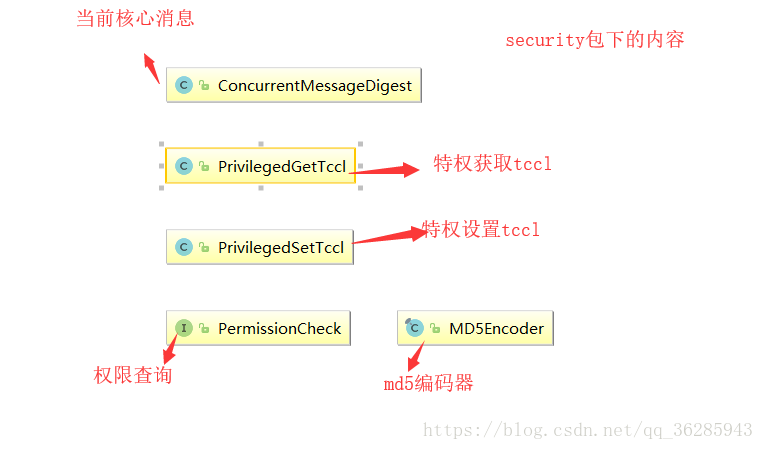 当前核心消息
security包下的内容
C ConcurrentMessageDigest
C PrivilegedGetTccl
特权获取tccl
C PrivilegedSetTccl
特权设置tccl
I PermissionCheck
C MD5Encoder
权限查询
md5编码器
https://blog.csdn.net/qq_36285943